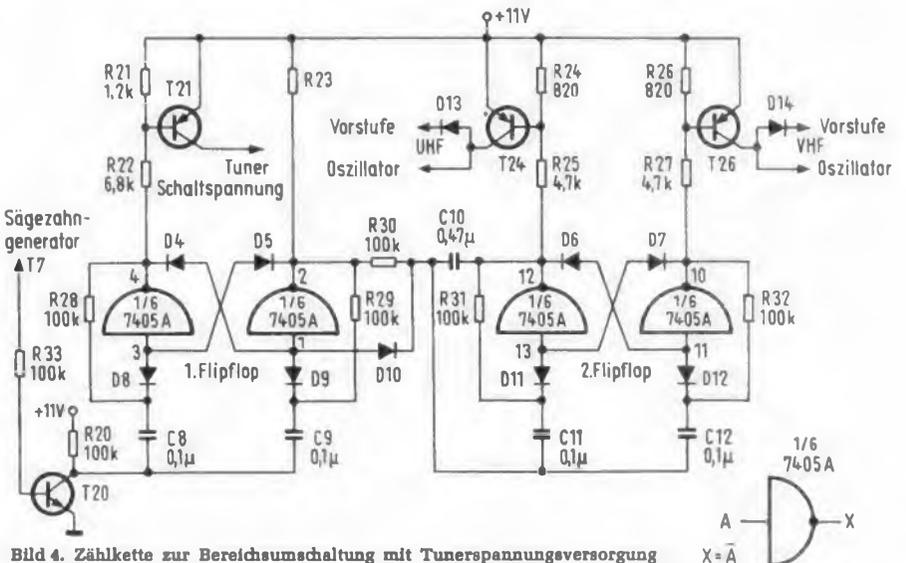 +11V
R21
1,2k
T21
R23
R24
820
R26
820
D13
D14
Vorstufe
UHF
Oszillator
T24
T26
Vorstufe
VHF
Oszillator
Tuner
Schaltspannung
R22
6,8k
R25
4,7k
R27
4,7k
Sägezahn-
generator
T7
R30
100k
C10
0,47µ
D4
D5
D6
D7
4
2
12
10
R28
100k
1/6
7405A
1/6
7405A
R29
100k
R31
100k
1/6
7405A
1/6
7405A
R32
100k
R33
100k
3
1
13
11
1.Flipflop
2.Flipflop
D8
D9
D10
D11
D12
+11V
R20
100k
C8
0,1µ
C9
0,1µ
C11
0,1µ
C12
0,1µ
T20
1/6
7405A
A
X
X = A̅
Bild 4. Zählkette zur Bereichsumschaltung mit Tunerspannungsversorgung